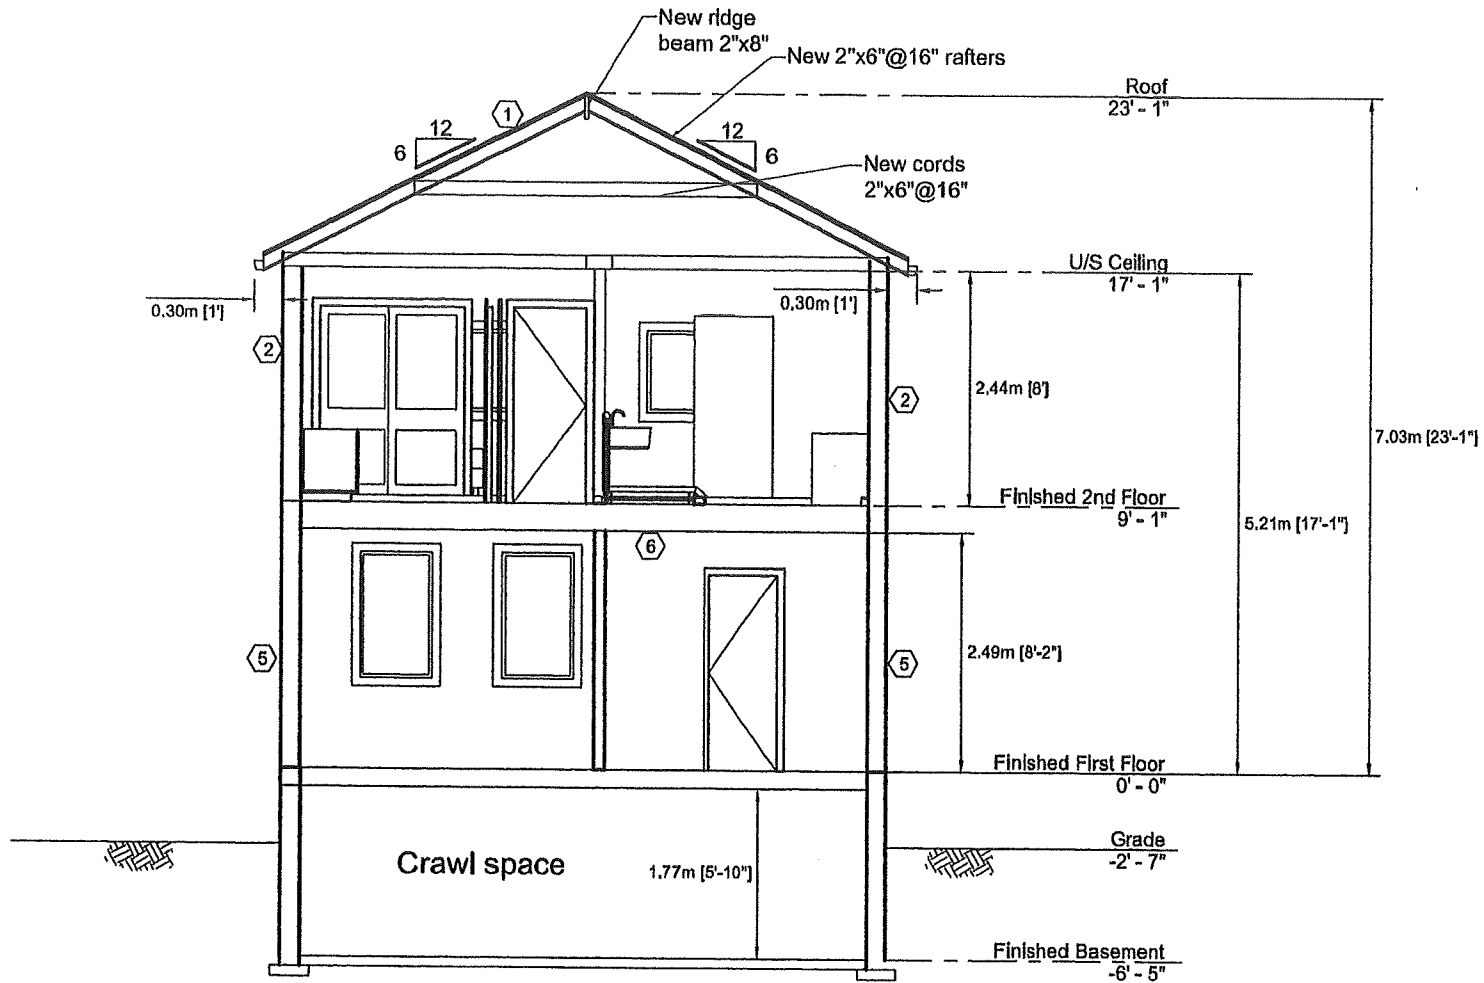 New ridge
beam 2"x8"
New 2"x6"@16" rafters
Roof
23' - 1"
1
12
6
12
6
New cords
2"x6"@16"
U/S Ceiling
17' - 1"
0.30m [1']
0.30m [1']
2
2.44m [8']
2
7.03m [23'-1"]
Finished 2nd Floor
9' - 1"
5.21m [17'-1"]
6
5
2.49m [8'-2"]
5
Finished First Floor
0' - 0"
Grade
-2' - 7"
Crawl space
1.77m [5'-10"]
Finished Basement
-6' - 5"